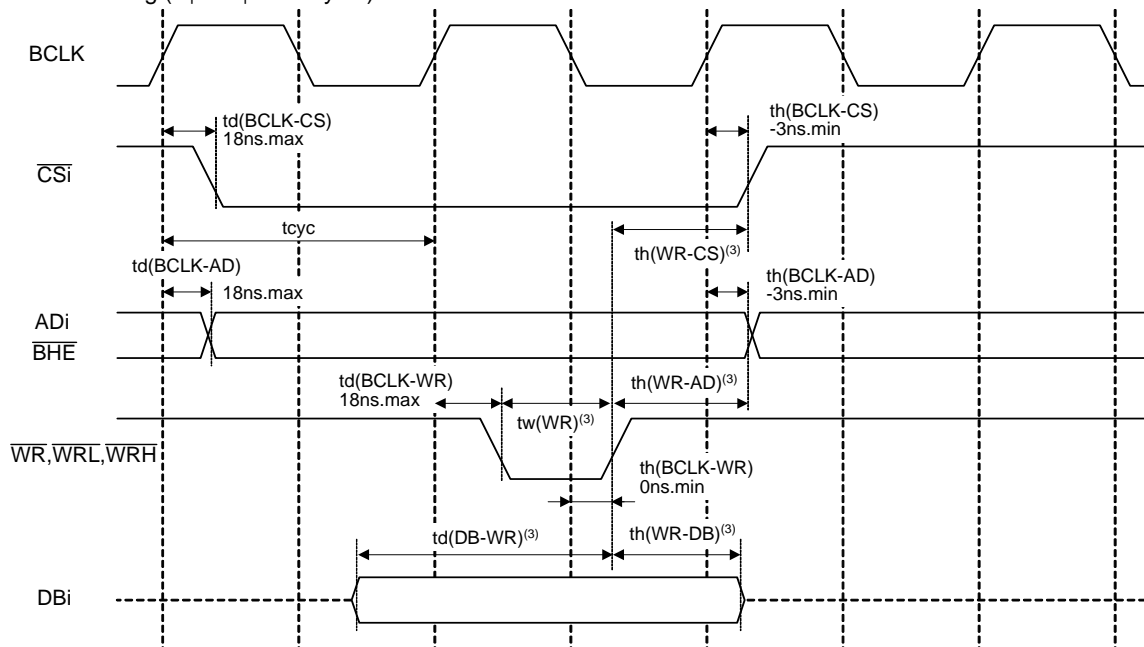 BCLK
td(BCLK-CS)
18ns.max
th(BCLK-CS)
-3ns.min
CSi
tcyc
th(WR-CS)(3)
td(BCLK-AD)
18ns.max
th(BCLK-AD)
-3ns.min
ADi
BHE
td(BCLK-WR)
18ns.max
th(WR-AD)(3)
tw(WR)(3)
WR,WRL,WRH
th(BCLK-WR)
0ns.min
td(DB-WR)(3)
th(WR-DB)(3)
DBi